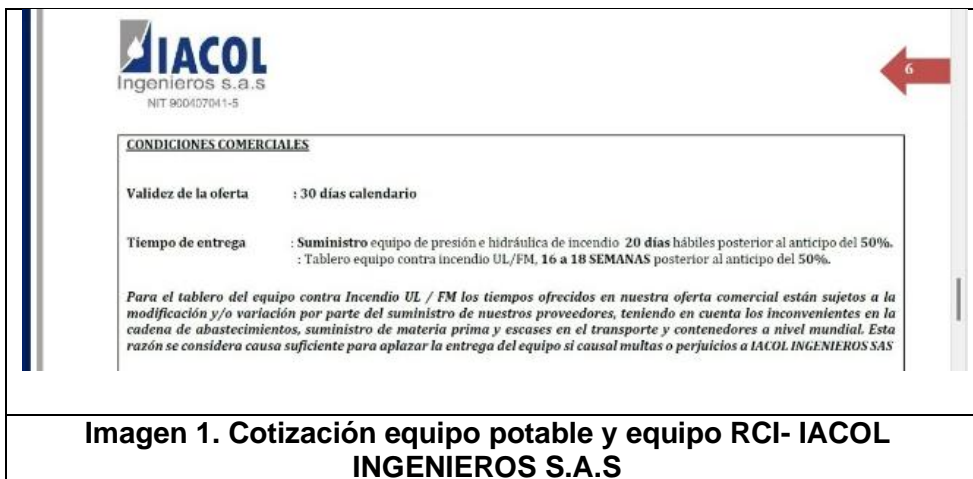 IACOL
Ingenieros s.a.s
NIT 900407041-5
6
CONDICIONES COMERCIALES
Validez de la oferta : 30 días calendario
Tiempo de entrega : Suministro equipo de presión e hidráulica de incendio 20 días hábiles posterior al anticipo del 50%.
: Tablero equipo contra incendio UL/FM, 16 a 18 SEMANAS posterior al anticipo del 50%.
Para el tablero del equipo contra Incendio UL / FM los tiempos ofrecidos en nuestra oferta comercial están sujetos a la
modificación y/o variación por parte del suministro de nuestros proveedores, teniendo en cuenta los inconvenientes en la
cadena de abastecimientos, suministro de materia prima y escases en el transporte y contenedores a nivel mundial. Esta
razón se considera causa suficiente para aplazar la entrega del equipo si causal multas o perjuicios a IACOL INGENIEROS SAS
Imagen 1. Cotización equipo potable y equipo RCI- IACOL
INGENIEROS S.A.S